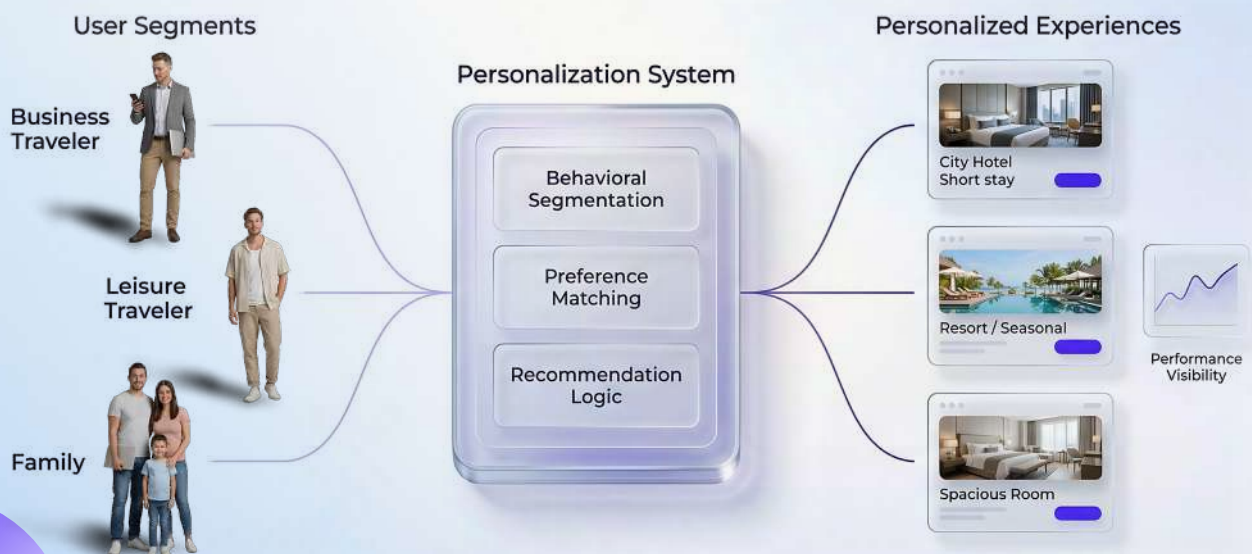 User Segments
Business
Traveler
Leisure
Traveler
Family
Personalization System
Behavioral
Segmentation
Preference
Matching
Recommendation
Logic
Personalized Experiences
City Hotel
Short stay
Resort / Seasonal
Spacious Room
Performance
Visibility